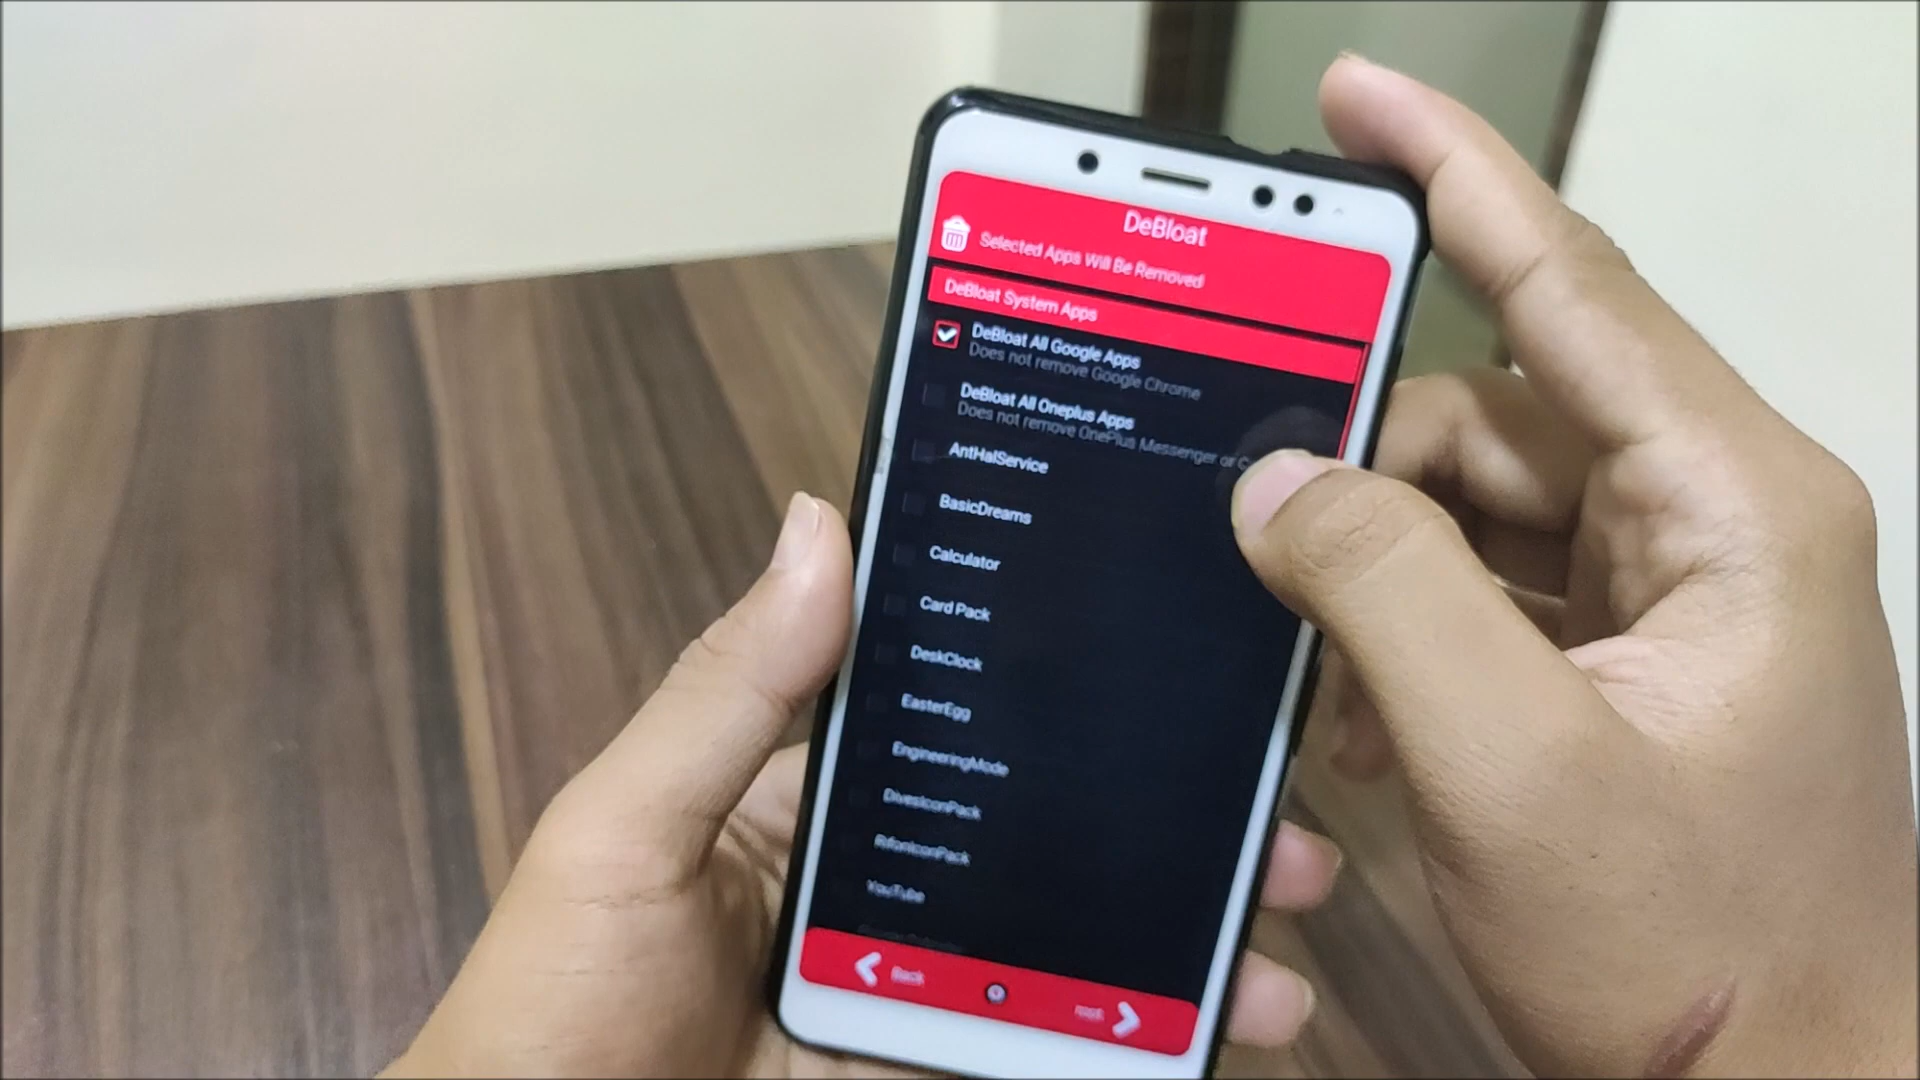 DeBloat
Selected Apps Will Be Removed
DeBloat System Apps
DeBloat All Google Apps
Does not remove Google Chrome
DeBloat All Oneplus Apps
Does not remove OnePlus Messenger or
AntHalService
BasicDreams
Calculator
Card Pack
DeskClock
EasterEgg
EngineeringMode
DivesIconPack
YouTube
Back